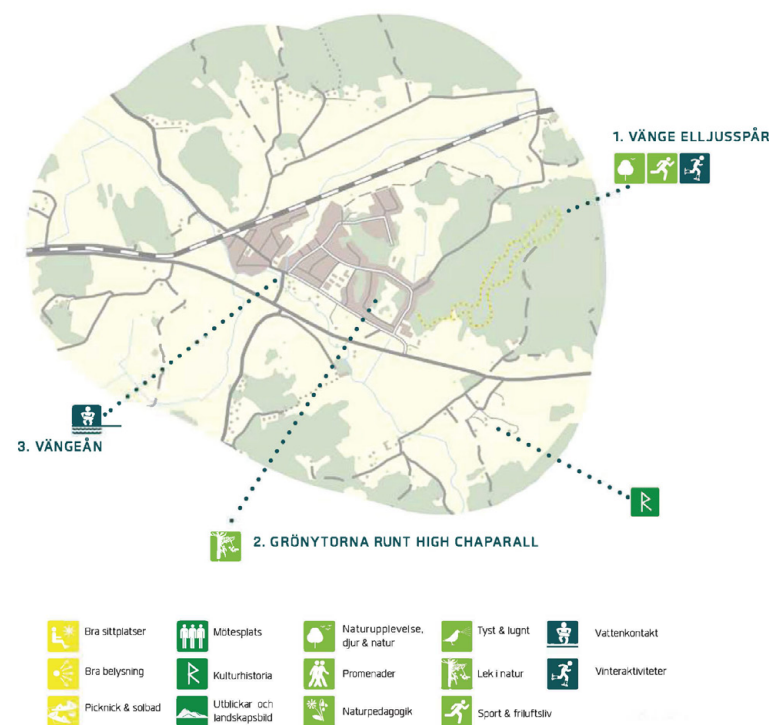 1. VÄNGE ELLJUSSPÅR
3. VÄNGEÅN
2. GRÖNYTORNA RUNT HIGH CHAPARALL
Bra sittplatser
Mötesplats
Naturupplevelse,
djur & natur
Tyst & lugnt
Vattenkontakt
Bra belysning
Kulturhistoria
Promenader
Lek i natur
Vinteraktiviteter
Picknick & solbad
Utblickar och
landskapsbild
Naturpedagogik
Sport & friluftsliv